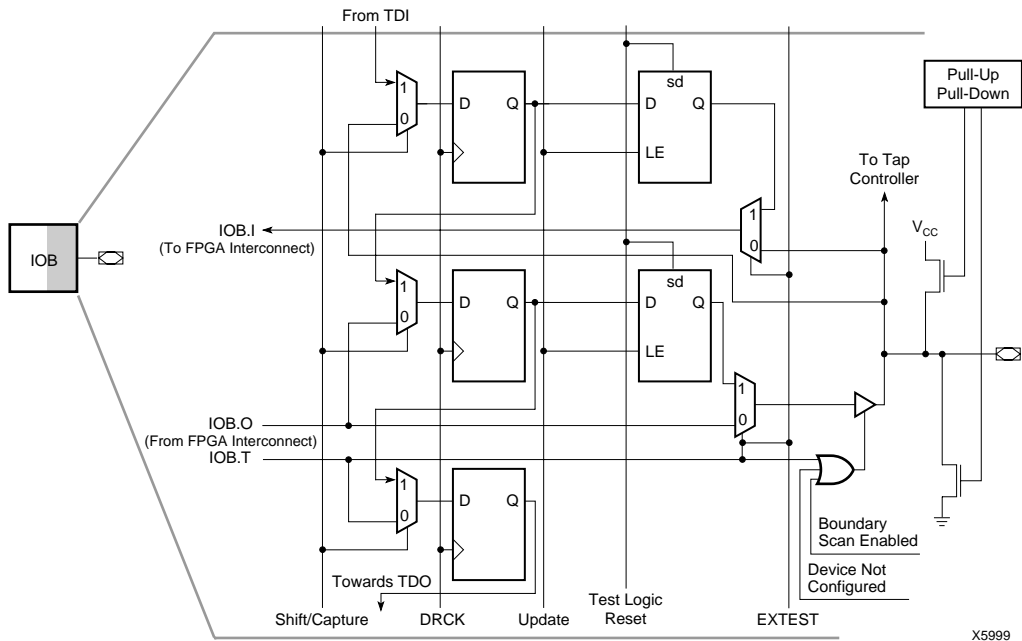 From TDI
sd
1
0
D
Q
D
Q
LE
Pull-Up
Pull-Down
To Tap
Controller
VCC
1
0
IOB.I
(To FPGA Interconnect)
IOB
sd
1
0
D
Q
D
Q
LE
1
0
IOB.O
(From FPGA Interconnect)
IOB.T
1
0
D
Q
Boundary
Scan Enabled
Device Not
Configured
Towards TDO
Shift/Capture
DRCK
Update
Test Logic
Reset
EXTEST
X5999